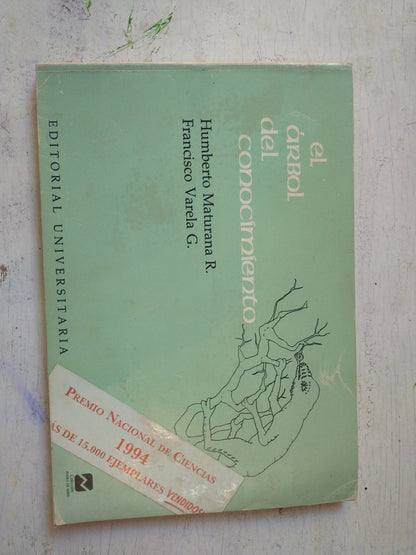 el
árbol
del
conocimiento
Humberto Maturana R.
Francisco Varela G.
EDITORIAL UNIVERSITARIA
PREMIO NACIONAL DE CIENCIAS
1994
ÁS DE 15.000 EJEMPLARES VENDIDOS